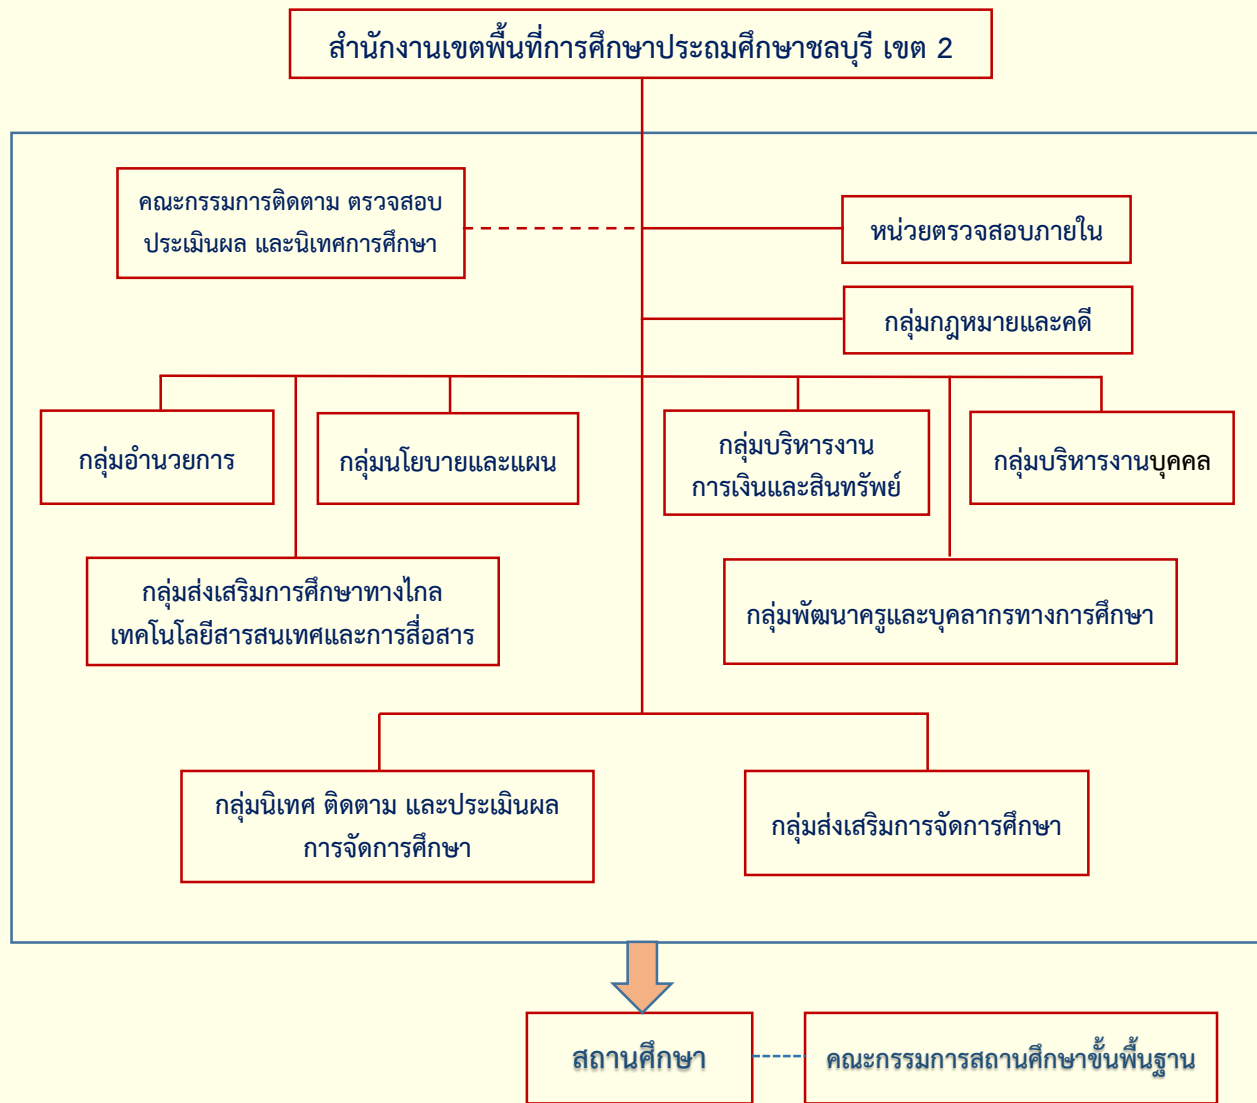 สำนักงานเขตพื้นที่การศึกษาประถมศึกษาชลบุรี เขต 2
คณะกรรมการติดตาม ตรวจสอบ
ประเมินผล และนิเทศการศึกษา
หน่วยตรวจสอบภายใน
กลุ่มกฎหมายและคดี
กลุ่มอำนวยการ
กลุ่มนโยบายและแผน
กลุ่มบริหารงาน
การเงินและสินทรัพย์
กลุ่มบริหารงานบุคคล
กลุ่มส่งเสริมการศึกษาทางไกล
เทคโนโลยีสารสนเทศและการสื่อสาร
กลุ่มพัฒนาครูและบุคลากรทางการศึกษา
กลุ่มนิเทศ ติดตาม และประเมินผล
การจัดการศึกษา
กลุ่มส่งเสริมการจัดการศึกษา
สถานศึกษา
คณะกรรมการสถานศึกษาขั้นพื้นฐาน